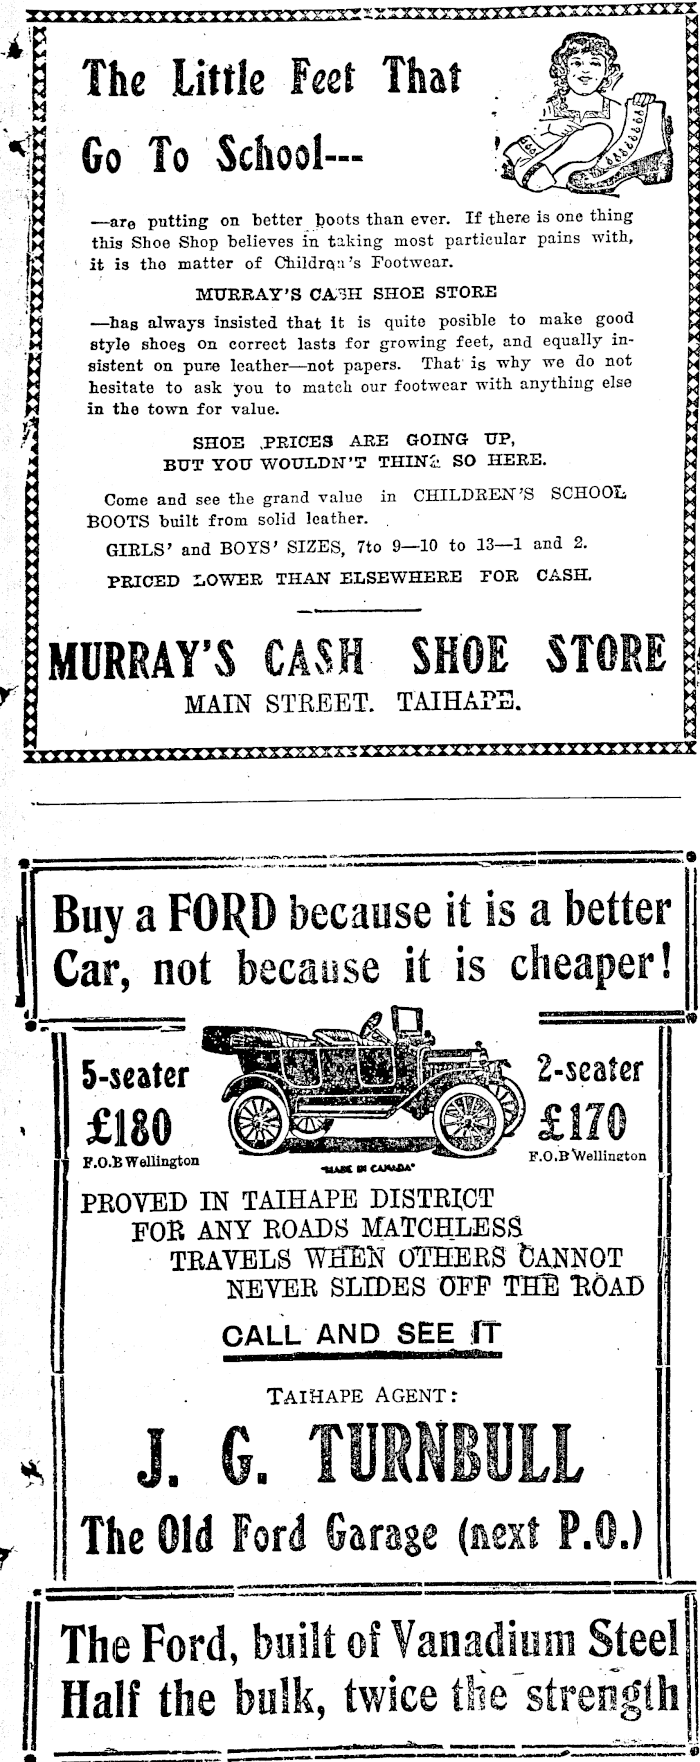 The Little Feet That
Go To School---
—are putting on better boots than ever. If there is one thing
this Shoe Shop believes in taking most particular pains with,
it is the matter of Children's Footwear.
MURRAY'S CASH SHOE STORE
—has always insisted that it is quite posible to make good
style shoes on correct lasts for growing feet, and equally in-
sistent on pure leather—not papers. That is why we do not
hesitate to ask you to match our footwear with anything else
in the town for value.
SHOE PRICES ARE GOING UP,
BUT YOU WOULDN'T THINK SO HERE.
Come and see the grand value in CHILDREN'S SCHOOL
BOOTS built from solid leather.
GIRLS' and BOYS' SIZES, 7to 9—10 to 13—1 and 2.
PRICED LOWER THAN ELSEWHERE FOR CASH.
MURRAY'S CASH SHOE STORE
MAIN STREET. TAIHAPE.
Buy a FORD because it is a better
Car, not because it is cheaper!
5-seater
£180
F.O.B Wellington
2-seater
£170
F.O.B Wellington
"MADE IN CANADA"
PROVED IN TAIHAPE DISTRICT
FOR ANY ROADS MATCHLESS
TRAVELS WHEN OTHERS CANNOT
NEVER SLIDES OFF THE ROAD
CALL AND SEE IT
TAIHAPE AGENT:
J. G. TURNBULL
The Old Ford Garage (next P.O.)
The Ford, built of Vanadium Steel
Half the bulk, twice the strength